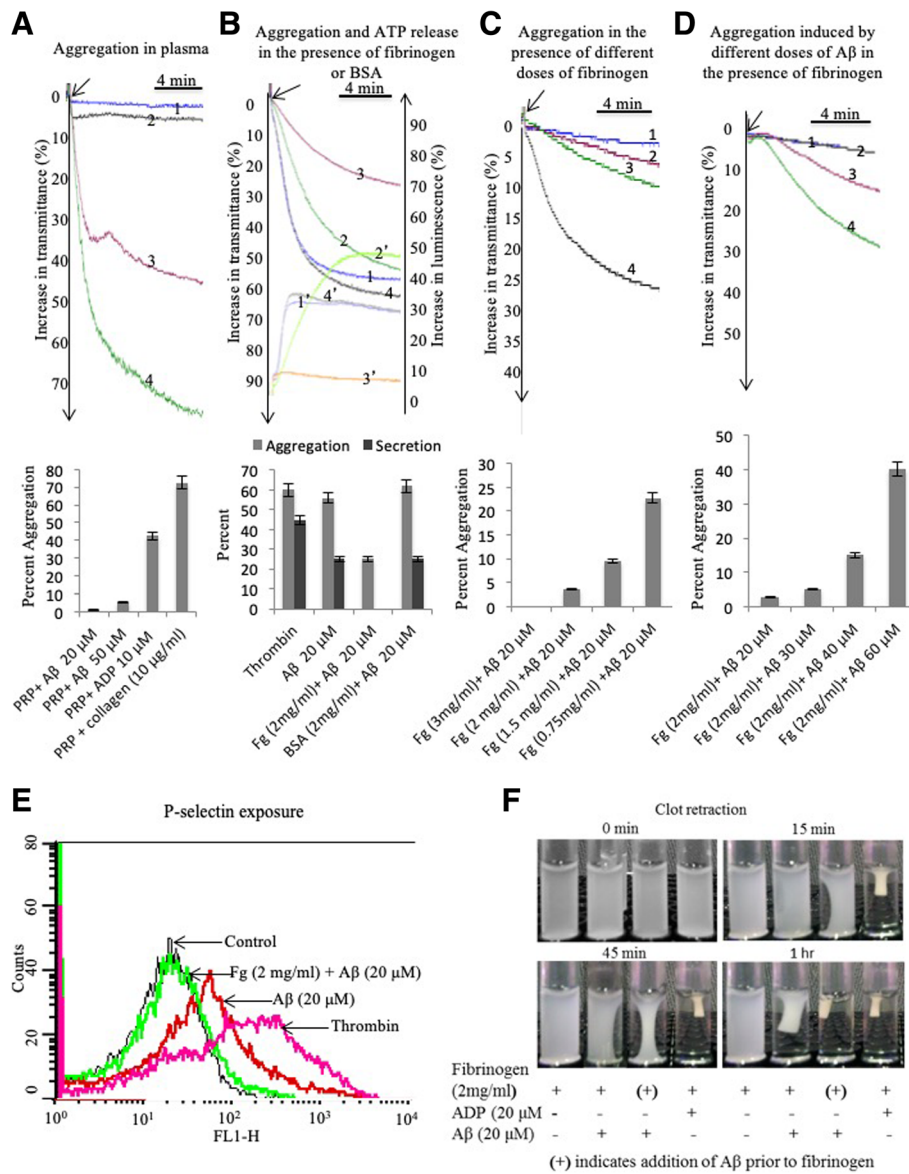 A
Aggregation in plasma
4 min
0
10
20
30
40
50
60
70
Increase in transmittance (%)
1
2
3
4
Percent Aggregation
80
70
60
50
40
30
20
10
0
PRP+ Aβ 20 μM
PRP+ Aβ 50 μM
PRP+ ADP 10 μM
PRP + collagen (10 μg/ml)
B
Aggregation and ATP release
in the presence of fibrinogen
or BSA
4 min
0
10
20
30
40
50
60
70
80
90
Increase in transmittance (%)
90
80
70
60
50
40
30
20
10
0
Increase in luminescence (%)
3
2
2’
1
4
1’
4’
3’
Aggregation
Secretion
Percent
70
60
50
40
30
20
10
0
Thrombin
Aβ 20 μM
Fg (2mg/ml)+ Aβ 20 μM
BSA (2mg/ml)+ Aβ 20 μM
C
Aggregation in the
presence of different
doses of fibrinogen
4 min
0
5
10
15
20
25
30
35
40
Increase in transmittance (%)
1
2
3
4
Percent Aggregation
30
25
20
15
10
5
0
Fg (3mg/ml)+ Aβ 20 μM
Fg (2 mg/ml) +Aβ 20 μM
Fg (1.5 mg/ml) +Aβ 20 μM
Fg (0.75mg/ml) +Aβ 20 μM
D
Aggregation induced by
different doses of Aβ in
the presence of fibrinogen
4 min
0
10
20
30
50
Increase in transmittance (%)
1
2
3
4
Percent Aggregation
50
40
30
20
10
0
Fg (2mg/ml)+ Aβ 20 μM
Fg (2mg/ml)+ Aβ 30 μM
Fg (2mg/ml)+ Aβ 40 μM
Fg (2mg/ml)+ Aβ 60 μM
E
P-selectin exposure
80
60
40
20
0
Counts
Control
Fg (2 mg/ml) + Aβ (20 μM)
Aβ (20 μM)
Thrombin
10⁰ 10¹ 10² 10³ 10⁴
FL1-H
F
Clot retraction
0 min 15 min
45 min 1 hr
Fibrinogen
(2mg/ml) + + (+) + + + (+) +
ADP (20 μM - - - + - - - +
Aβ (20 μM) - + + - - + + -
(+) indicates addition of Aβ prior to fibrinogen